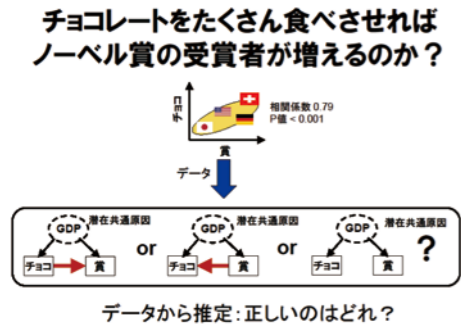 チョコレートをたくさん食べさせれば
ノーベル賞の受賞者が増えるのか？
チョコ
相関係数 0.79
P値 < 0.001
賞
データ
GDP
潜在共通原因
チョコ
賞
or
GDP
潜在共通原因
チョコ
賞
or
GDP
潜在共通原因
チョコ
賞
?
データから推定：正しいのはどれ？